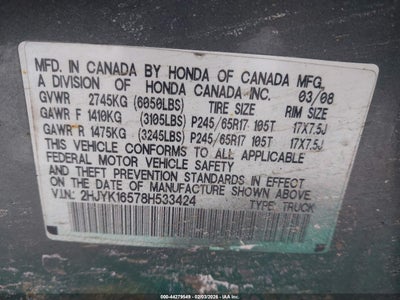 MFD. IN CANADA BY HONDA OF CANADA MFG.,
A DIVISION OF HONDA CANADA INC. 03/08
GVWR 2745KG (6050LBS) TIRE SIZE RIM SIZE
GAWR F 1410KG (3105LBS) P245/65R17 105T 17X7.5J
GAWR R 1475KG (3245LBS) P245/65R17 105T 17X7.5J
THIS VEHICLE CONFORMS TO ALL APPLICABLE
FEDERAL MOTOR VEHICLE SAFETY
AND THEFT PREVENTION STANDARDS IN EFFECT
ON THE DATE OF MANUFACTURE SHOWN ABOVE.
V.I.N: 2HJYK16578H533424 TYPE: TRUCK
000-44279549 - 02/03/2026 - IAA Inc.